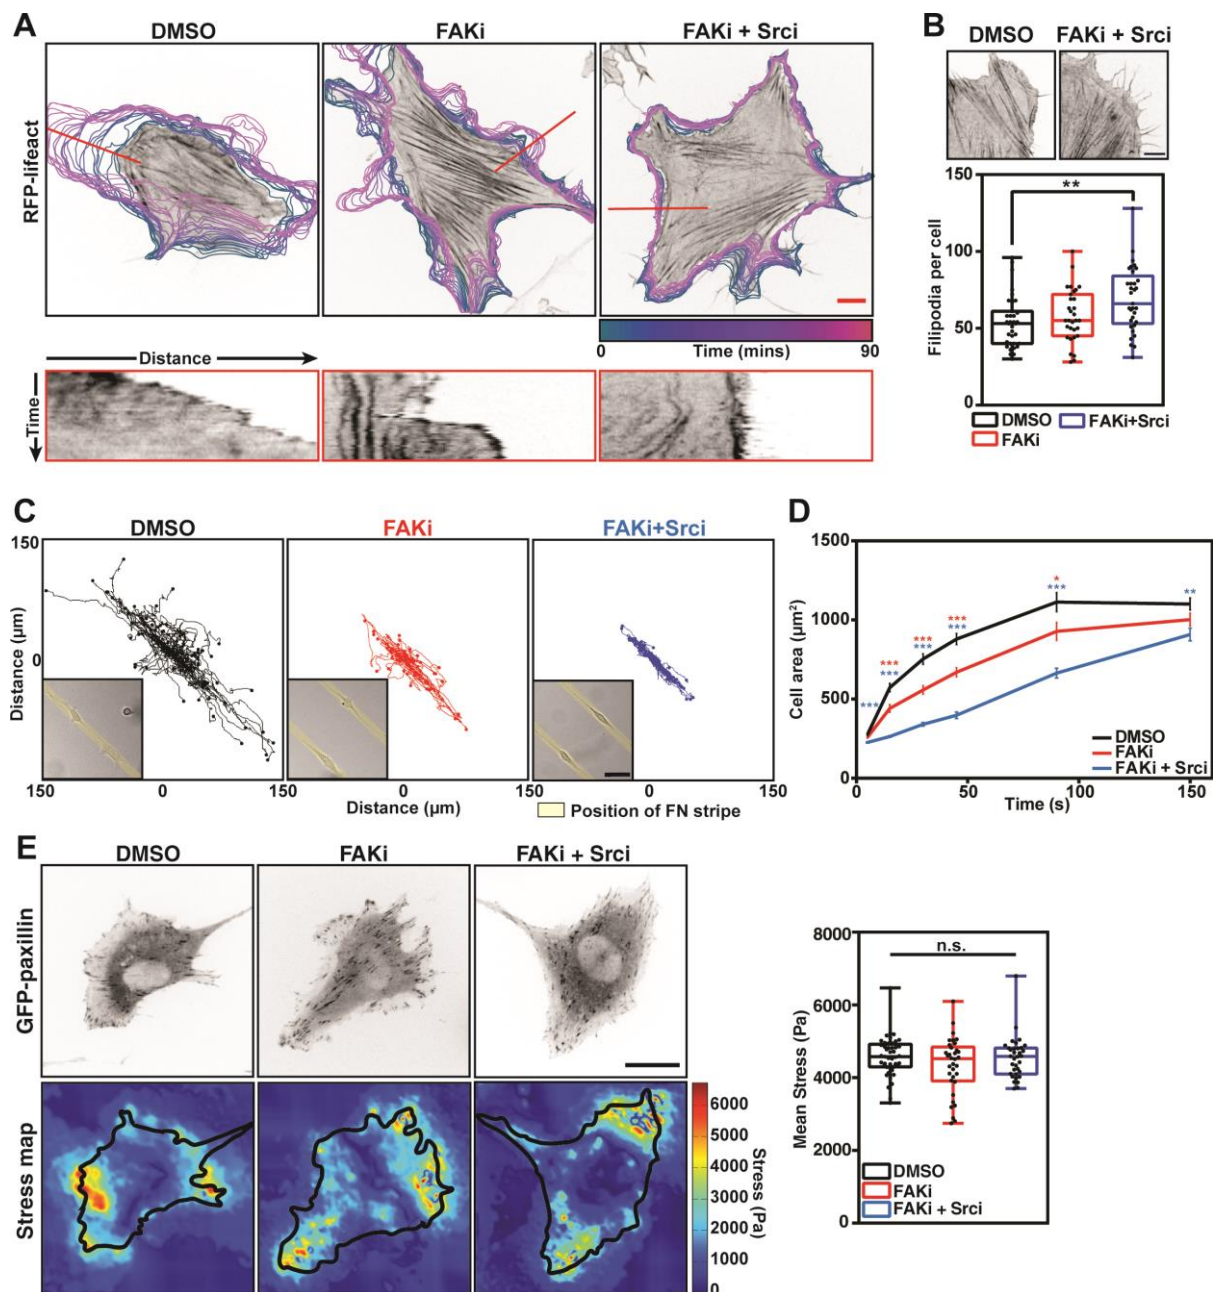 A
DMSO
FAKi
FAKi + Srci
RFP-lifeact
0
Time (mins)
90
Distance
Time
B
DMSO
FAKi + Srci
**
150
100
50
0
Filipodia per cell
DMSO
FAKi+Srci
FAKi
C
DMSO
FAKi
FAKi+Srci
150
0
Distance (µm)
150
0
150
0
150
0
150
Distance (µm)
Position of FN stripe
D
1500
1000
500
0
Cell area (µm²)
***
***
***
***
***
***
***
*
***
**
DMSO
FAKi
FAKi + Srci
0
50
100
150
Time (s)
E
DMSO
FAKi
FAKi + Srci
GFP-paxillin
Stress map
6000
5000
4000
3000
2000
1000
0
Stress (Pa)
8000
6000
4000
2000
0
Mean Stress (Pa)
n.s.
DMSO
FAKi
FAKi + Srci